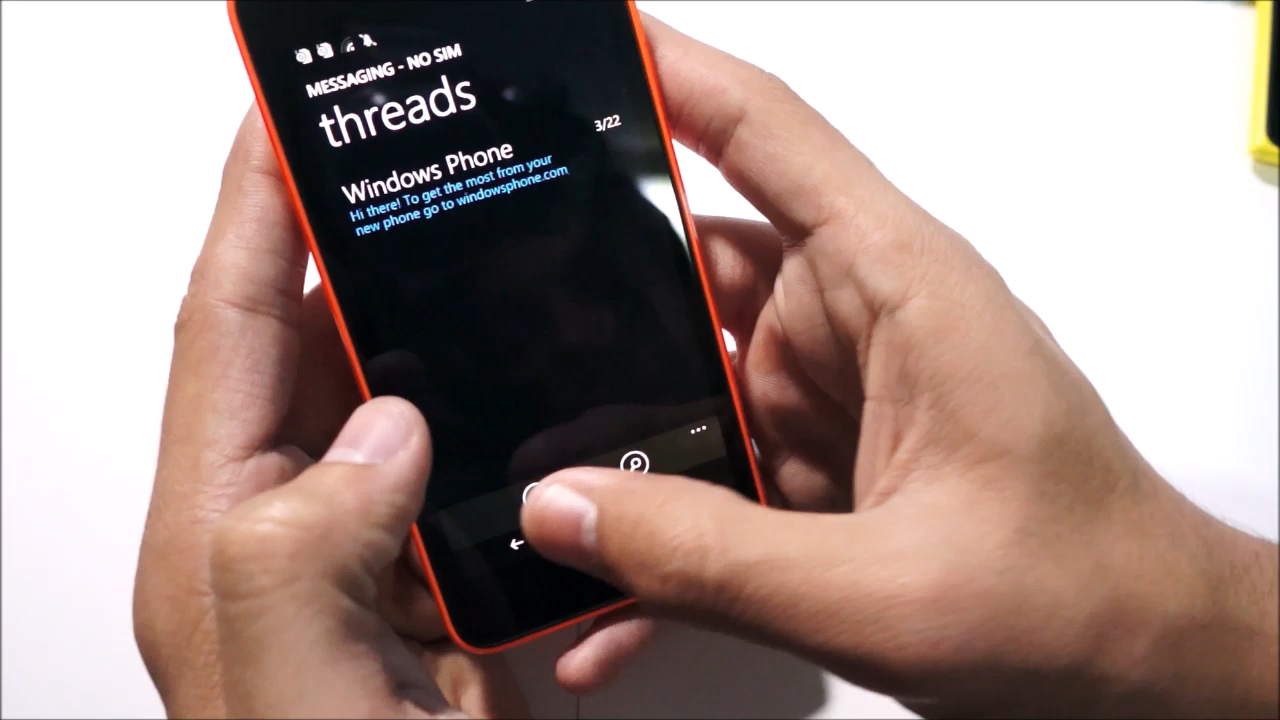 MESSAGING - NO SIM
threads
3/22
Windows Phone
Hi there! To get the most from your
new phone go to windowsphone.com